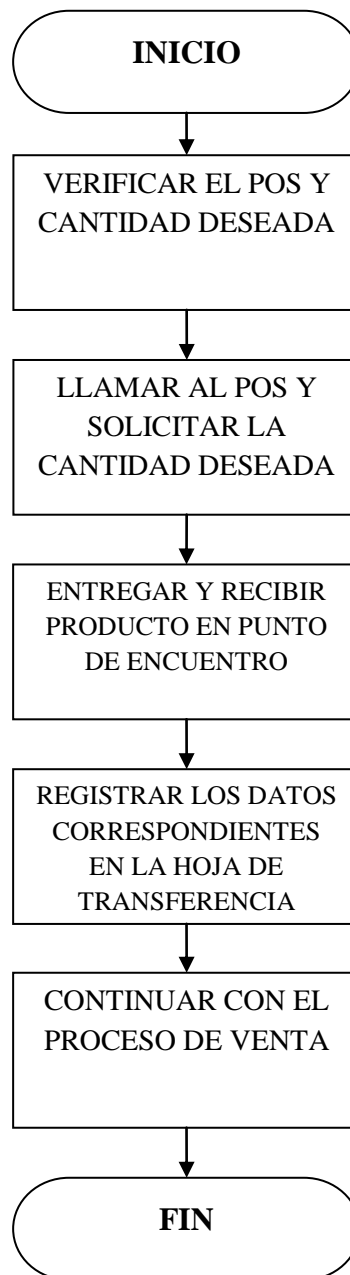 INICIO
VERIFICAR EL POS Y
CANTIDAD DESEADA
LLAMAR AL POS Y
SOLICITAR LA
CANTIDAD DESEADA
ENTREGAR Y RECIBIR
PRODUCTO EN PUNTO
DE ENCUENTRO
REGISTRAR LOS DATOS
CORRESPONDIENTES
EN LA HOJA DE
TRANSFERENCIA
CONTINUAR CON EL
PROCESO DE VENTA
FIN